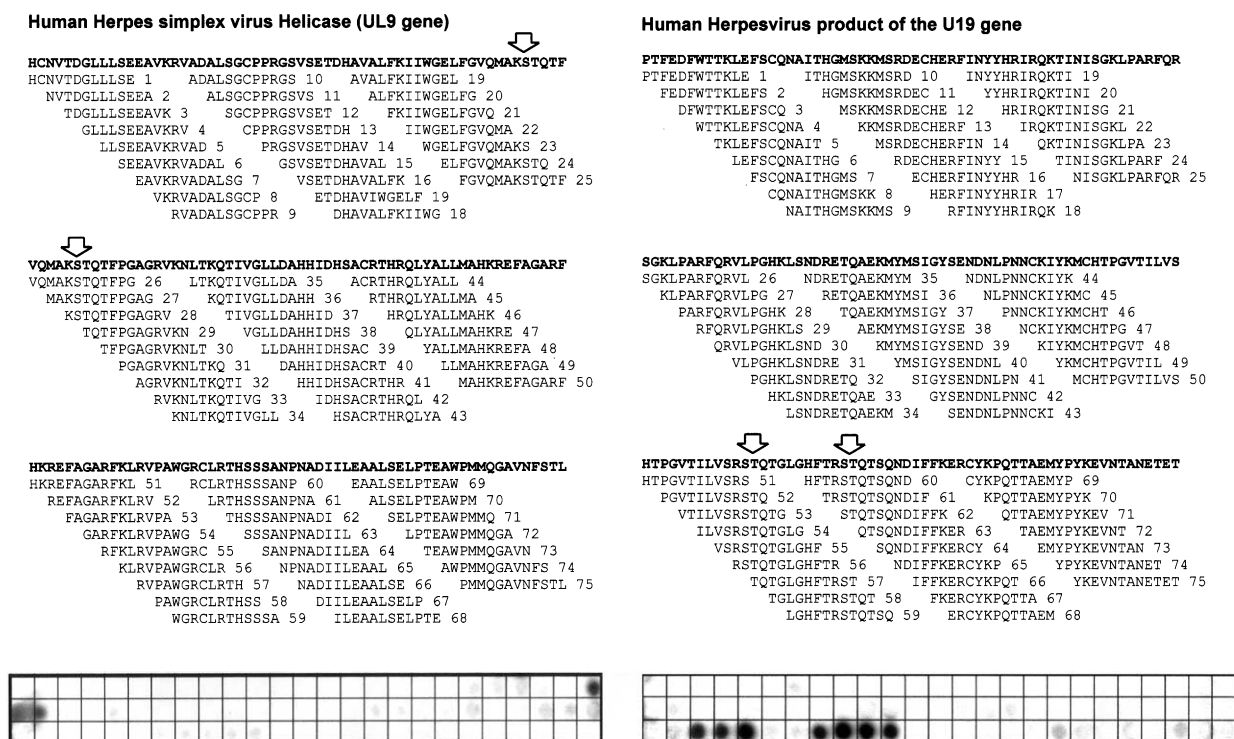 Human Herpes simplex virus Helicase (UL9 gene)
HCNVTDGLLLSEEAVKRVADALSGCPPRGSVSETDHAVALFKIIWGELFGVQMAKSTQTF
HCNVTDGLLLSE 1 ADALSGCPPRGS 10 AVALFKIIWGEL 19
NVTDGLLLSEEA 2 ALSGCPPRGSVS 11 ALFKIIWGELFG 20
TDGLLLSEEAVK 3 SGCPPRGSVSET 12 FKIIWGELFGVQ 21
GLLLSEEAVKRV 4 CPPRGSVSETDH 13 IIWGELFGVQMA 22
LLSEEAVKRVAD 5 PRGSVSETDHAV 14 WGELFGVQMAKS 23
SEEAVKRVADAL 6 GSVSETDHAVAL 15 ELFGVQMAKSTQ 24
EAVKRVADALSG 7 VSETDHAVALFK 16 FGVQMAKSTQTF 25
VKRVADALSGCP 8 ETDHAVIWGELF 19
RVADALSGCPPR 9 DHAVALFKIIWG 18
VQMAKSTQTFPGAGRVKNLTKQTIVGLLDAHHIDHSACRTHRQLYALLMAHKREFAGARF
VQMAKSTQTFPG 26 LTKQTIVGLLDA 35 ACRTHRQLYALL 44
MAKSTQTFPGAG 27 KQTIVGLLDAHH 36 RTHRQLYALLMA 45
KSTQTFPGAGRV 28 TIVGLLDAHHID 37 HRQLYALLMAHK 46
TQTFPGAGRVKN 29 VGLLDAHHIDHS 38 QLYALLMAHKRE 47
TFPGAGRVKNLT 30 LLDAHHIDHSAC 39 YALLMAHKREFA 48
PGAGRVKNLTKQ 31 DAHHIDHSACRT 40 LLMAHKREFAGA 49
AGRVKNLTKQTI 32 HHIDHSACRTHR 41 MAHKREFAGARF 50
RVKNLTKQTIVG 33 IDHSACRTHRQL 42
KNLTKQTIVGLL 34 HSACRTHRQLYA 43
HKREFAGARFKLRVPAWGRCLRTHSSSANPNADIILEAALSELPTEAWPMMQGAVNFSTL
HKREFAGARFKL 51 RCLRTHSSSANP 60 EAALSELPTEAW 69
REFAGARFKLRV 52 LRTHSSSANPNA 61 ALSELPTEAWPM 70
FAGARFKLRVPA 53 THSSSANPNADI 62 SELPTEAWPMMQ 71
GARFKLRVPAWG 54 SSSANPNADIIL 63 LPTEAWPMMQGA 72
RFKLRVPAWGRC 55 SANPNADIILEA 64 TEAWPMMQGAVN 73
KLRVPAWGRCLR 56 NPNADIILEAAL 65 AWPMMQGAVNFS 74
RVPAWGRCLRTH 57 NADIILEAALSE 66 PMMQGAVNFSTL 75
PAWGRCLRTHSS 58 DIILEAALSELP 67
WGRCLRTHSSSA 59 ILEAALSELPTE 68
Human Herpesvirus product of the U19 gene
PTFEDFWTTKLEFSCQNAITHGMSKKMSRDECHERFINYYHRIRQKTINISGKLPARFQR
PTFEDFWTTKLE 1 ITHGMSKKMSRD 10 INYYHRIRQKTI 19
FEDFWTTKLEFS 2 HGMSKKMSRDEC 11 YYHRIRQKTINI 20
DFWTTKLEFSCQ 3 MSKKMSRDECHE 12 HRIRQKTINISG 21
WTTKLEFSCQNA 4 KKMSRDECHERF 13 IRQKTINISGKL 22
TKLEFSCQNAIT 5 MSRDECHERFIN 14 QKTINISGKLPA 23
LEFSCQNAITHG 6 RDECHERFINYY 15 TINISGKLPARF 24
FSCQNAITHGMS 7 ECHERFINYYHR 16 NISGKLPARFQR 25
CQNAITHGMSKK 8 HERFINYYHRIR 17
NAITHGMSKKMS 9 RFINYYHRIRQK 18
SGKLPARFQRVLPGHKLSNDRETQAEKMYMSIGYSENDNLPNNCKIYKMCHTPGVTILVS
SGKLPARFQRVL 26 NDRETQAEKMYM 35 NDNLPNNCKIYK 44
KLPARFQRVLPG 27 RETQAEKMYMSI 36 NLPNNCKIYKMC 45
PARFQRVLPGHK 28 TQAEKMYMSIGY 37 PNNCKIYKMCHT 46
RFQRVLPGHKLS 29 AEKMYMSIGYSE 38 NCKIYKMCHTPG 47
QRVLPGHKLSND 30 KMYMSIGYSEND 39 KIYKMCHTPGVT 48
VLPGHKLSNDRE 31 YMSIGYSENDNL 40 YKMCHTPGVTIL 49
PGHKLSNDRETQ 32 SIGYSENDNLPN 41 MCHTPGVTILVS 50
HKLSNDRETQAE 33 GYSENDNLPNNC 42
LSNDRETQAEKM 34 SENDNLPNNCKI 43
HTPGVTILVSRSTQTGLGHFTRSTQTSQNDIFFKERCYKPQTTAEMYPYKEVNTANETET
HTPGVTILVSRS 51 HFTRSTQTSQND 60 CYKPQTTAEMYP 69
PGVTILVSRSTQ 52 TRSTQTSQNDIF 61 KPQTTAEMYPYK 70
VTILVSRSTQTG 53 STQTSQNDIFFK 62 QTTAEMYPYKEV 71
ILVSRSTQTGLG 54 QTSQNDIFFKER 63 TAEMYPYKEVNT 72
VSRSTQTGLGHF 55 SQNDIFFKERCY 64 EMYPYKEVNTAN 73
RSTQTGLGHFTR 56 NDIFFKERCYKP 65 YPYKEVNTANET 74
TQTGLGHFTRST 57 IFFKERCYKPQT 66 YKEVNTANETET 75
TGLGHFTRSTQT 58 FKERCYKPQTTA 67
LGHFTRSTQTSQ 59 ERCYKPQTTAEM 68